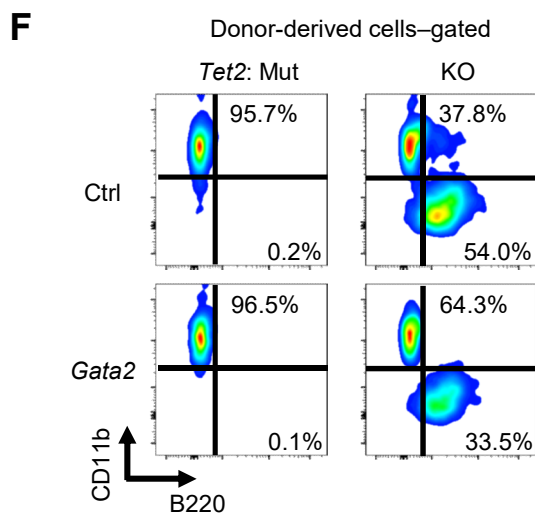 F
Donor-derived cells–gated
Tet2: Mut KO
95.7% 37.8%
Ctrl
0.2% 54.0%
96.5% 64.3%
Gata2
0.1% 33.5%
CD11b
B220